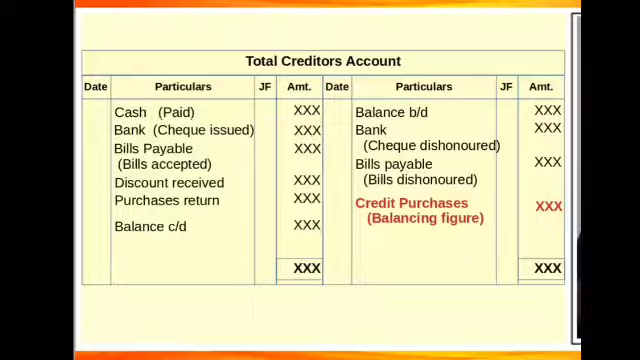 Total Creditors Account
Date Particulars JF Amt. Date Particulars JF Amt.
Cash (Paid) XXX Balance b/d XXX
Bank (Cheque issued) XXX Bank XXX
(Cheque dishonoured)
Bills Payable XXX Bills payable XXX
(Bills accepted) (Bills dishonoured)
Discount received XXX
Purchases return XXX Credit Purchases XXX
(Balancing figure)
Balance c/d XXX
XXX XXX